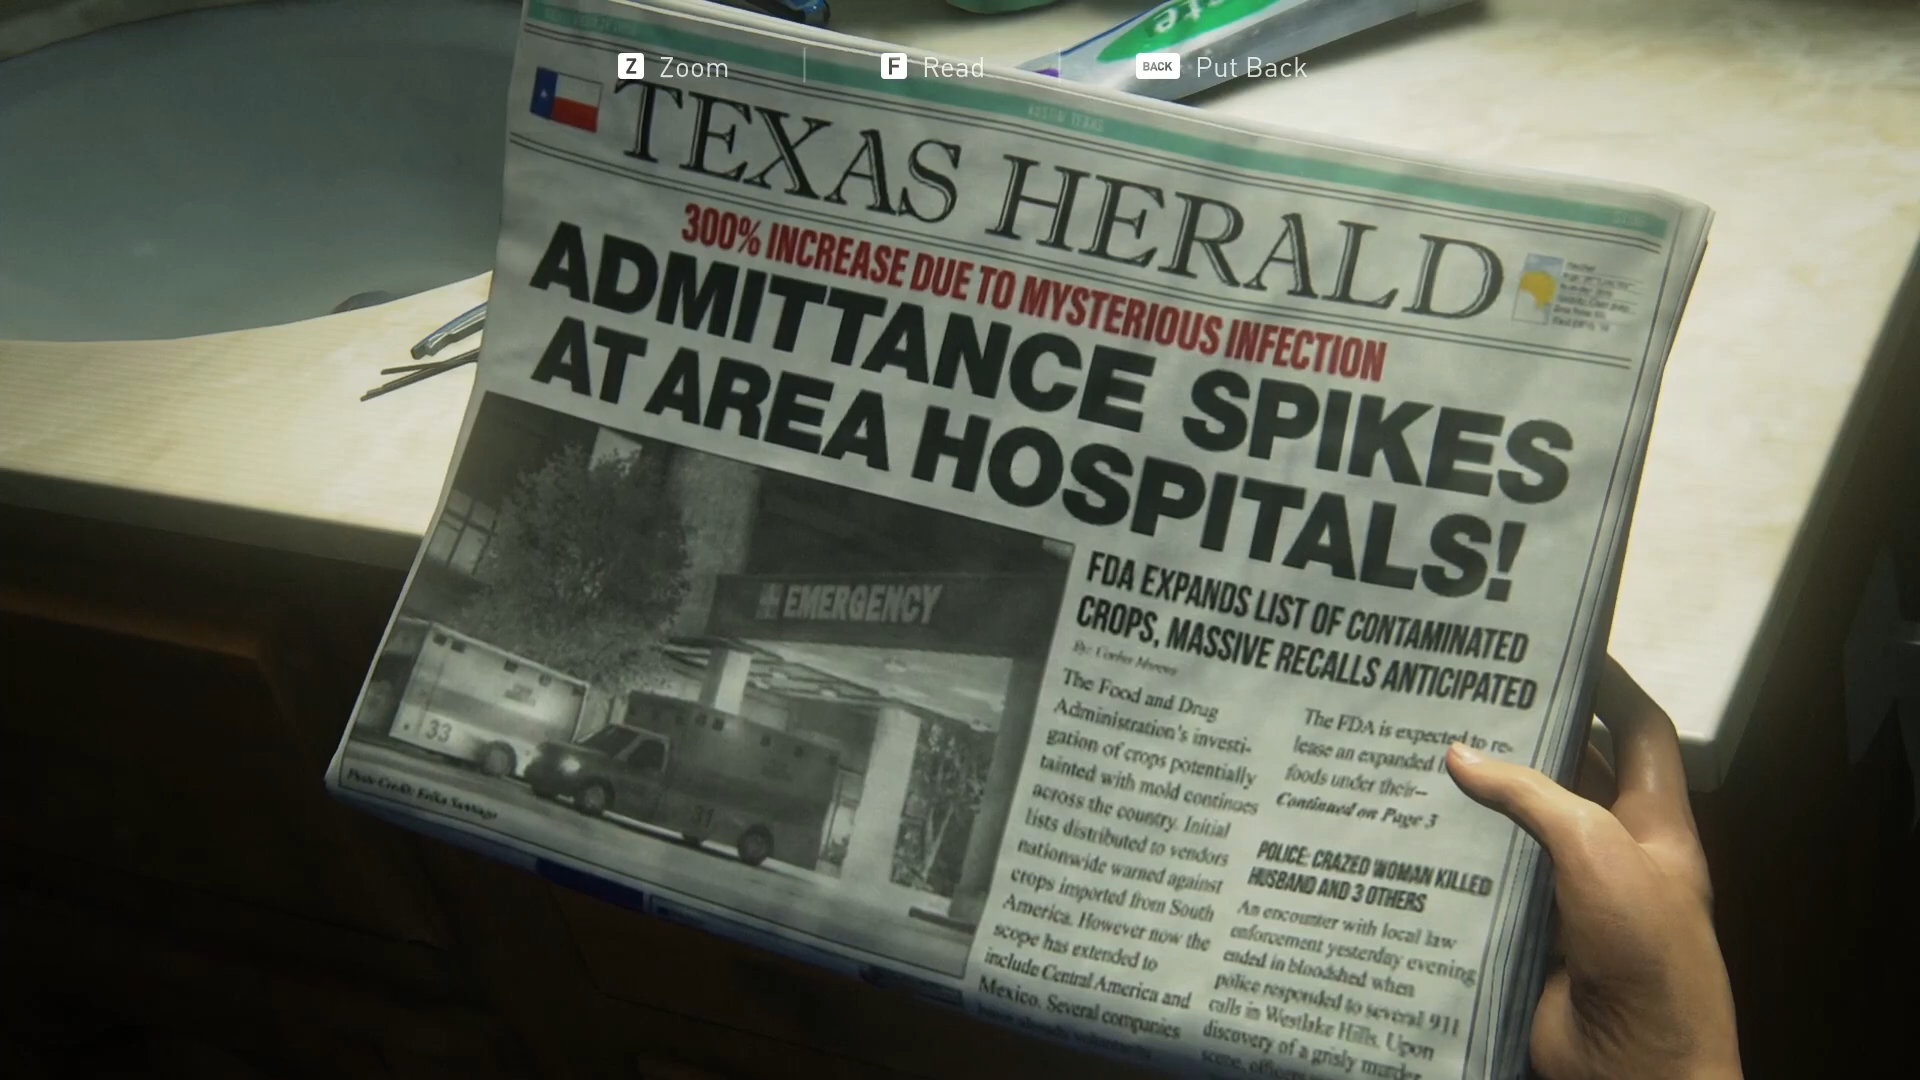 Z Zoom
F Read
BACK Put Back
AUSTIN TEXAS
TEXAS HERALD
300% INCREASE DUE TO MYSTERIOUS INFECTION
ADMITTANCE SPIKES
AT AREA HOSPITALS!
EMERGENCY
33
31
FDA EXPANDS LIST OF CONTAMINATED
CROPS, MASSIVE RECALLS ANTICIPATED
The Food and Drug
Administration's investi-
gation of crops potentially
tainted with mold continues
across the country. Initial
lists distributed to vendors
nationwide warned against
crops imported from South
America. However now the
scope has extended to
include Central America and
Mexico. Several companies
The FDA is expected to re-
lease an expanded
foods under their--
Continued on Page 3
POLICE: CRAZED WOMAN KILLED
HUSBAND AND 3 OTHERS
An encounter with local law
enforcement yesterday evening
ended in bloodshed when
police responded to several 911
calls in Westlake Hills. Upon
discovery of a grisly murder
scene, officers